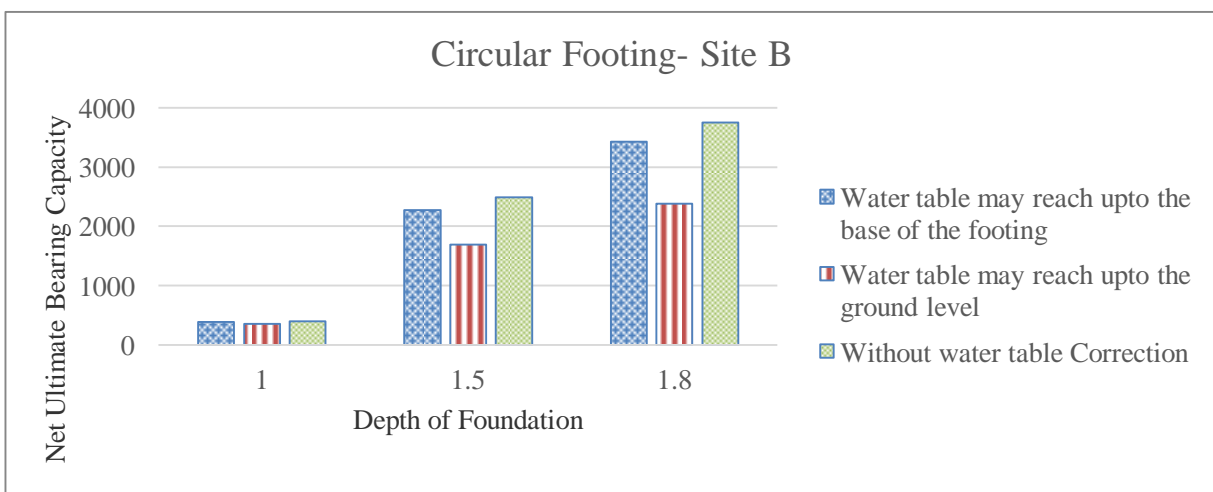 Circular Footing- Site B
Net Ultimate Bearing Capacity
4000
3000
2000
1000
0
1
1.5
1.8
Depth of Foundation
Water table may reach upto the
base of the footing
Water table may reach upto the
ground level
Without water table Correction